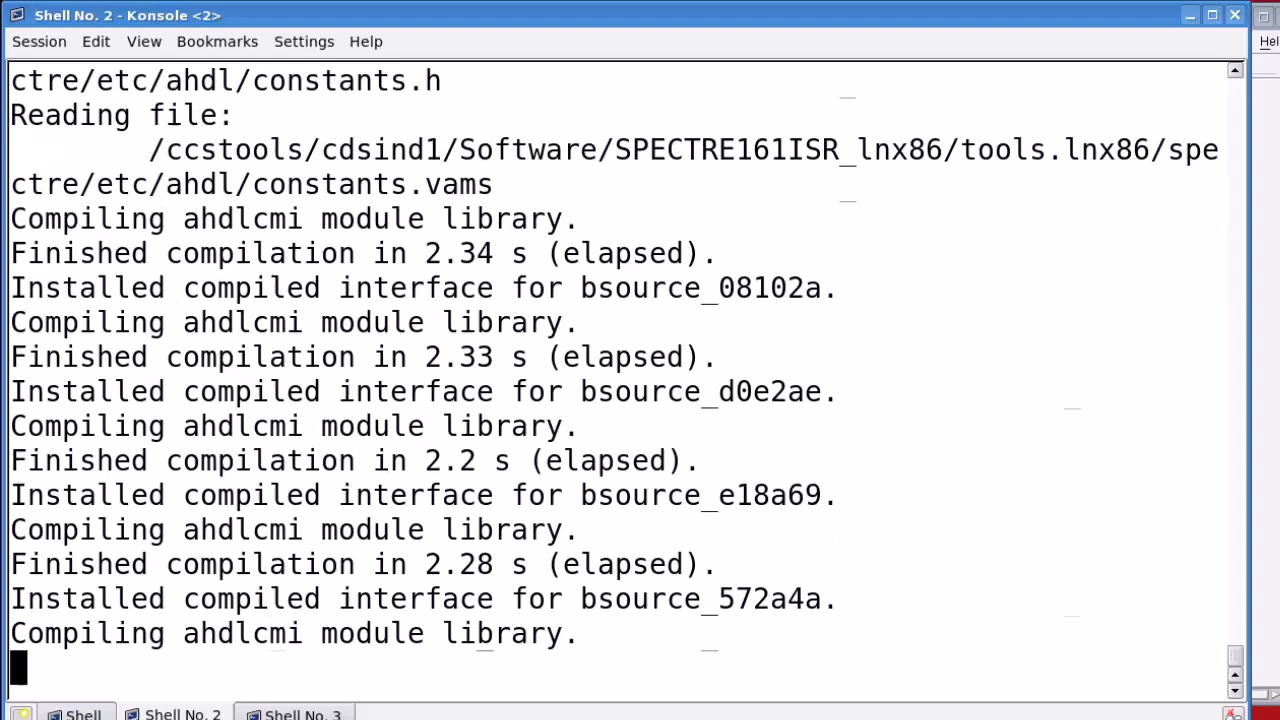 Shell No. 2 - Konsole <2>
Session Edit View Bookmarks Settings Help
ctre/etc/ahdl/constants.h
Reading file:
/ccstools/cdsind1/Software/SPECTRE161ISR_lnx86/tools.lnx86/spe
ctre/etc/ahdl/constants.vams
Compiling ahdlcmi module library.
Finished compilation in 2.34 s (elapsed).
Installed compiled interface for bsource_08102a.
Compiling ahdlcmi module library.
Finished compilation in 2.33 s (elapsed).
Installed compiled interface for bsource_d0e2ae.
Compiling ahdlcmi module library.
Finished compilation in 2.2 s (elapsed).
Installed compiled interface for bsource_e18a69.
Compiling ahdlcmi module library.
Finished compilation in 2.28 s (elapsed).
Installed compiled interface for bsource_572a4a.
Compiling ahdlcmi module library.
Shell Shell No. 2 Shell No. 3